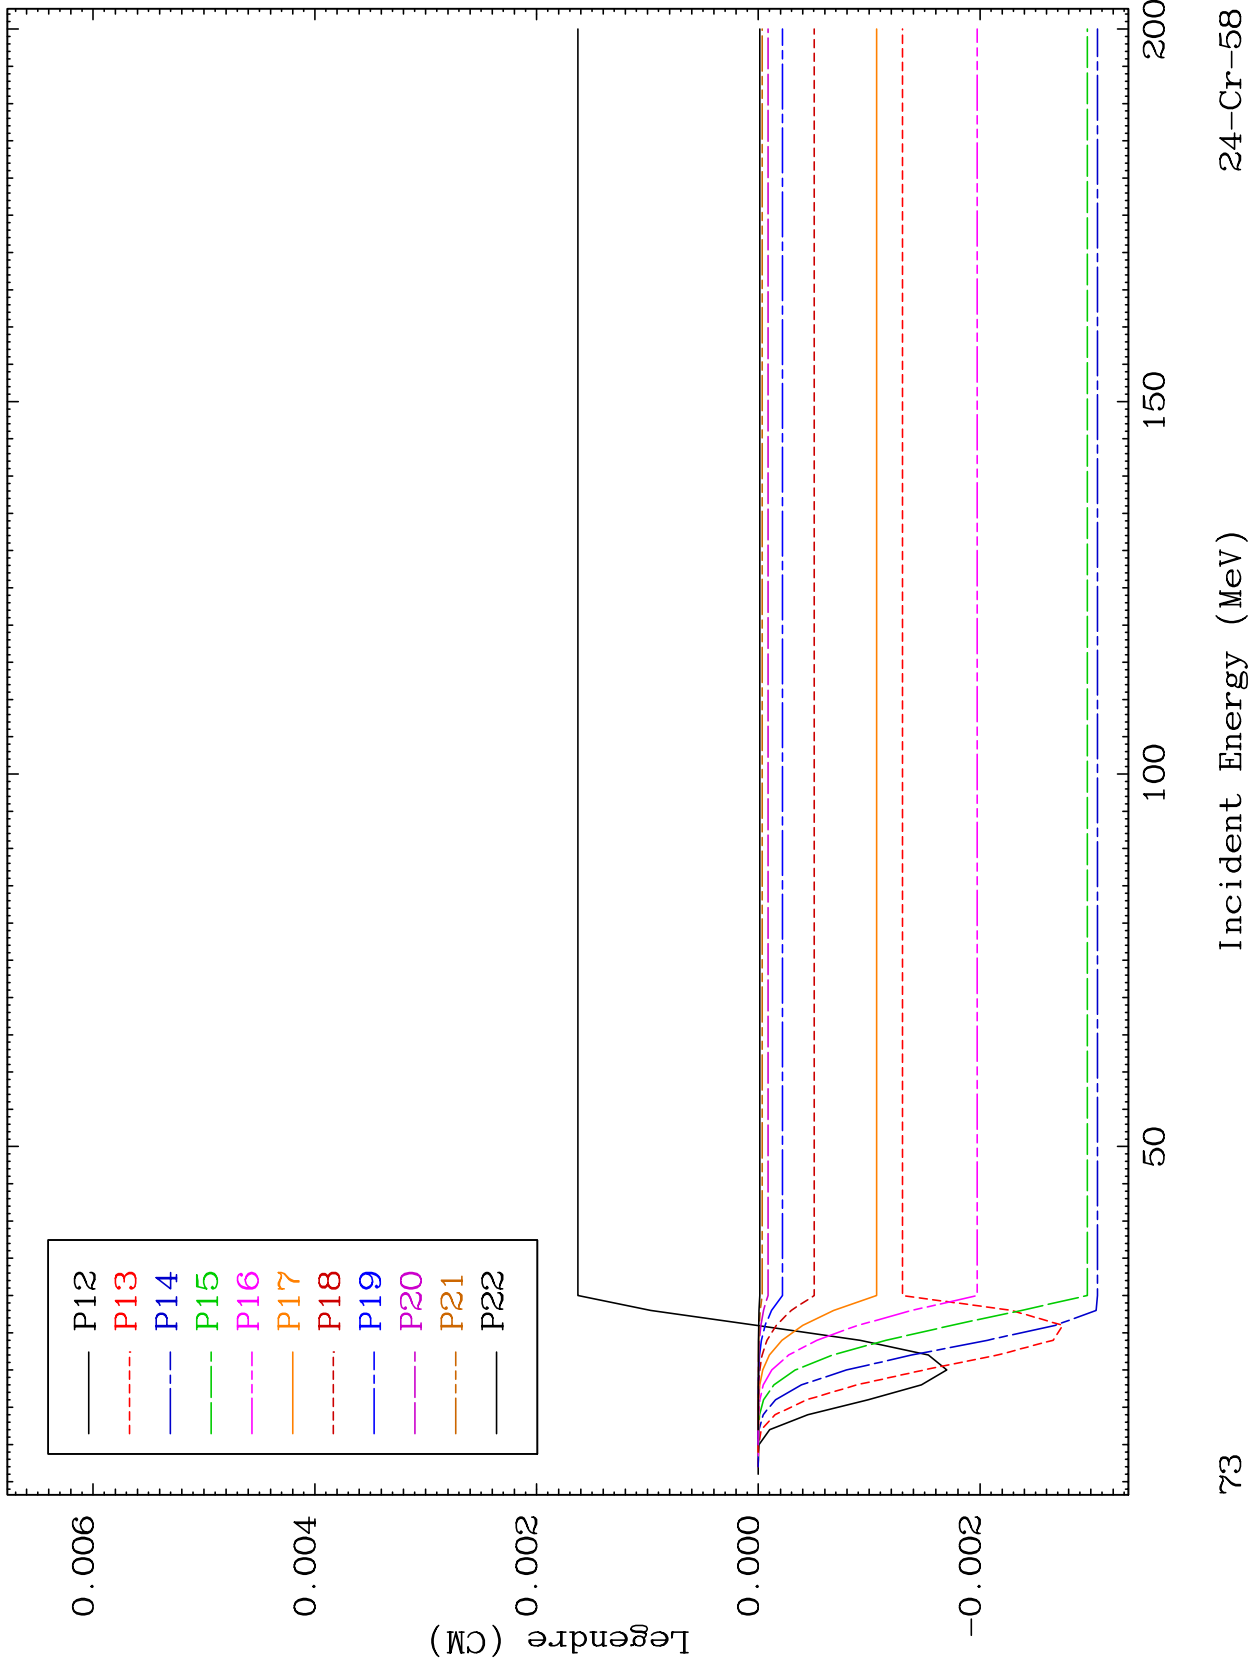 0.006
0.004
0.002
0.000
-0.002
Legendre (CM)
P12
P13
P14
P15
P16
P17
P18
P19
P20
P21
P22
50
100
150
200
Incident Energy (MeV)
73
24-Cr-58